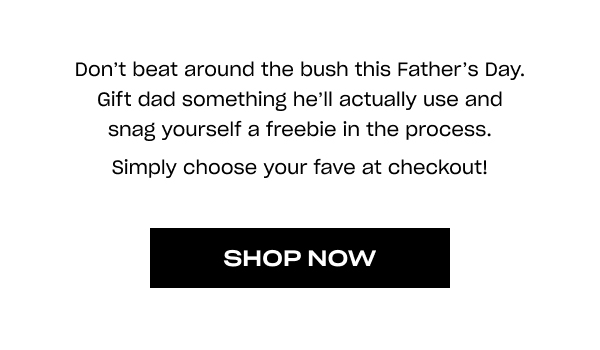 Don’t beat around the bush this Father’s Day.
Gift dad something he’ll actually use and
snag yourself a freebie in the process.
Simply choose your fave at checkout!
SHOP NOW